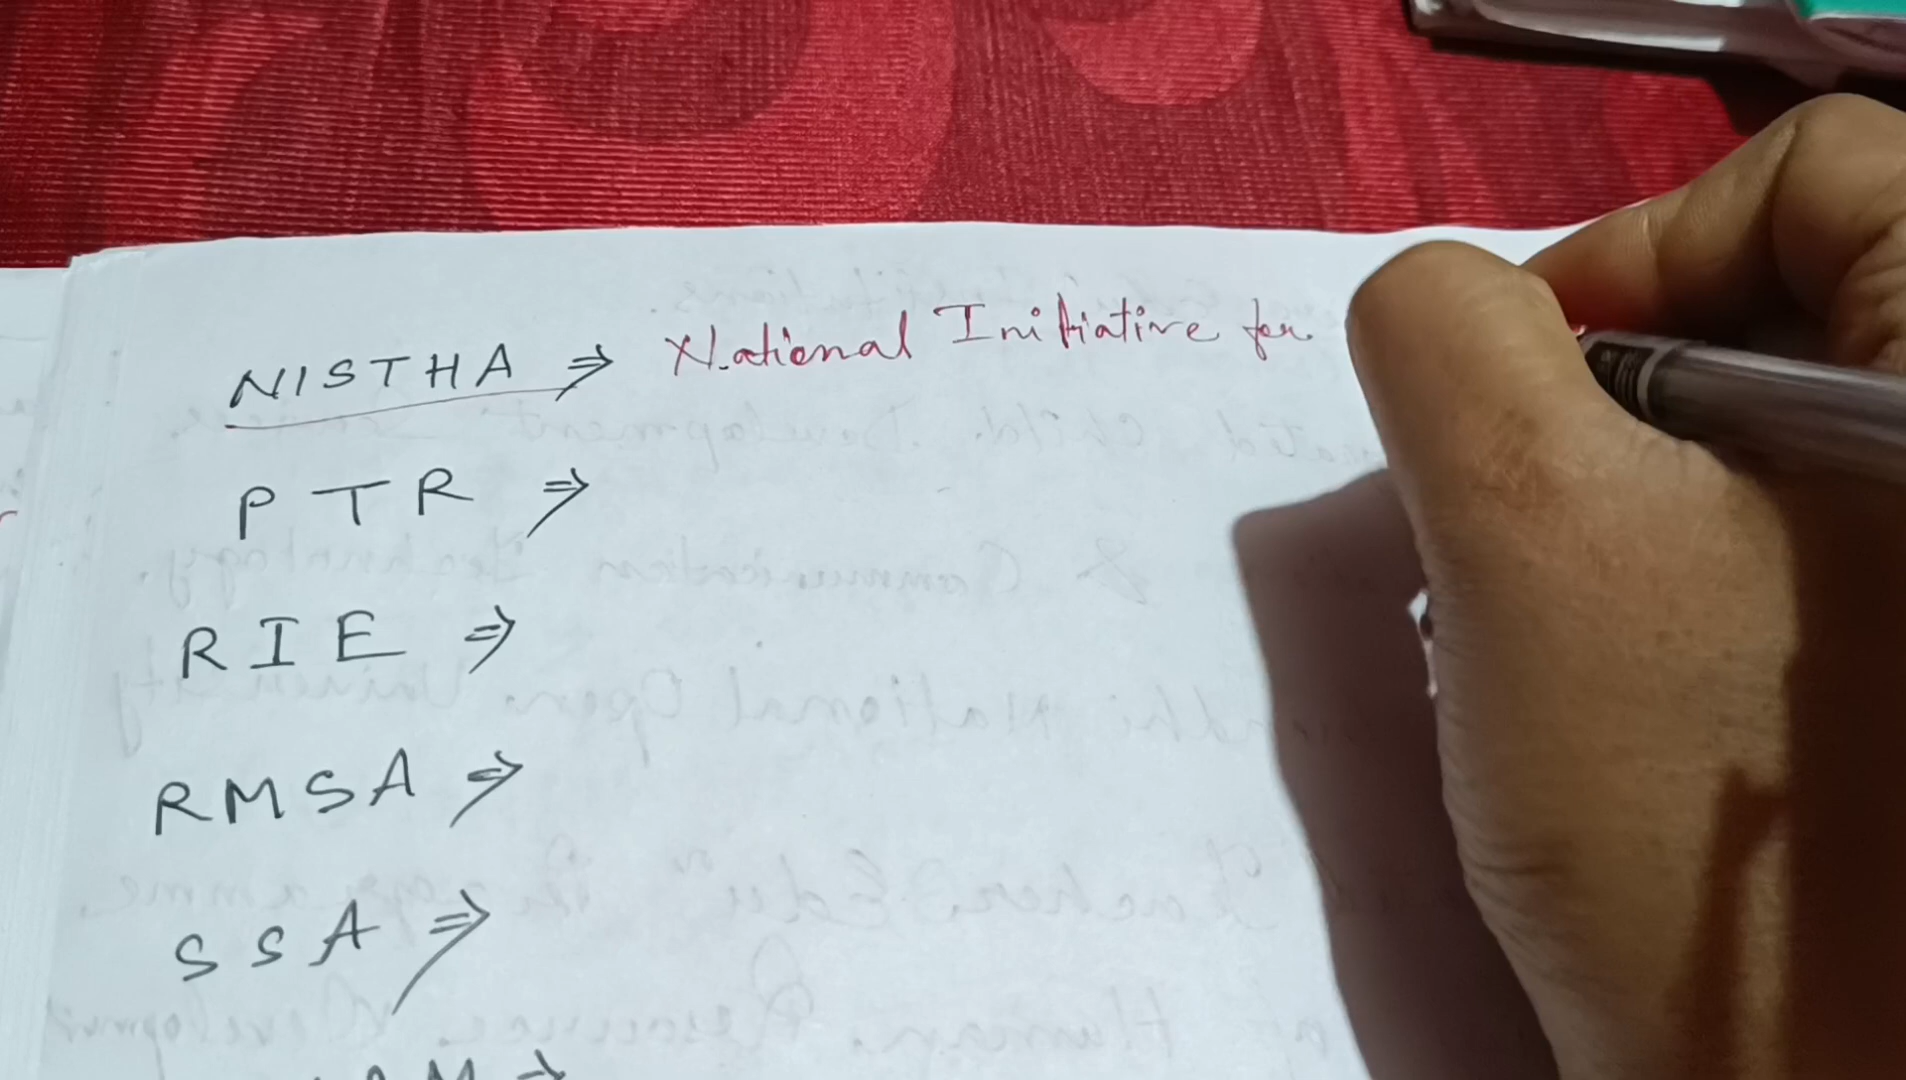 NISTHA ⇒ National Initiative for
PTR ⇒
RIE ⇒
RMSA ⇒
SSA ⇒